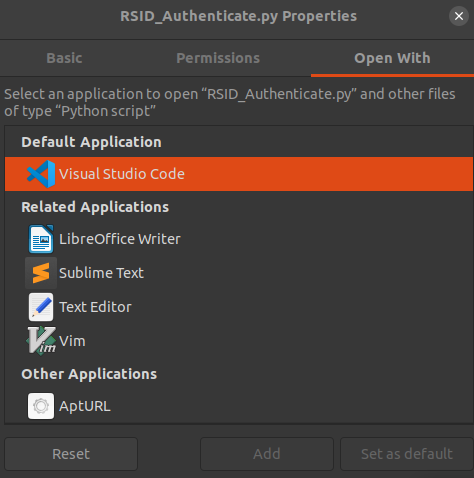 RSID_Authenticate.py Properties
Basic
Permissions
Open With
Select an application to open “RSID_Authenticate.py” and other files
of type “Python script”
Default Application
Visual Studio Code
Related Applications
LibreOffice Writer
Sublime Text
Text Editor
Vim
Other Applications
AptURL
Reset
Add
Set as default